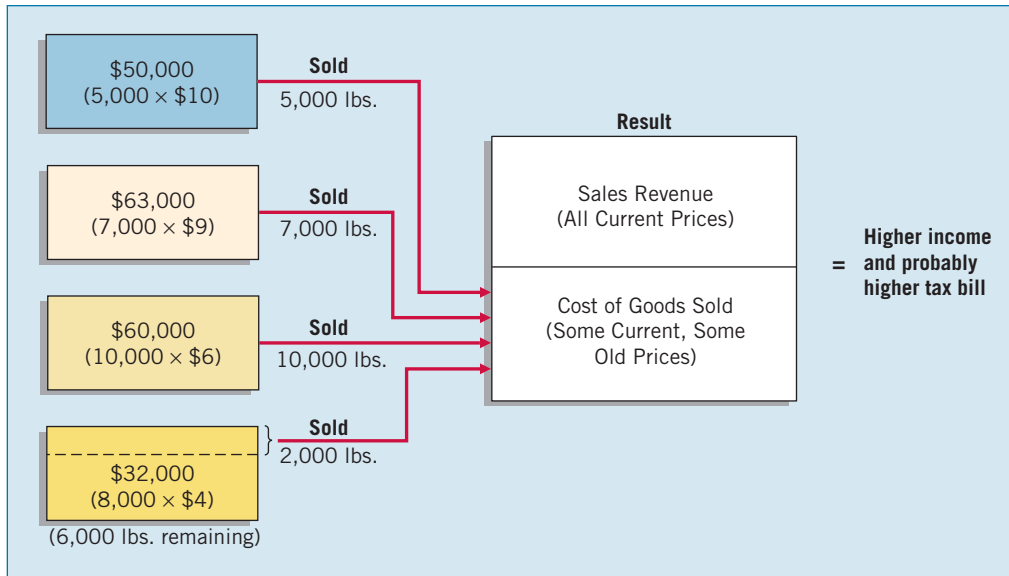 $50,000
(5,000 × $10)
Sold
5,000 lbs.
$63,000
(7,000 × $9)
Sold
7,000 lbs.
$60,000
(10,000 × $6)
Sold
10,000 lbs.
$32,000
(8,000 × $4)
Sold
2,000 lbs.
(6,000 lbs. remaining)
Result
Sales Revenue
(All Current Prices)
Cost of Goods Sold
(Some Current, Some
Old Prices)
Higher income
= and probably
higher tax bill